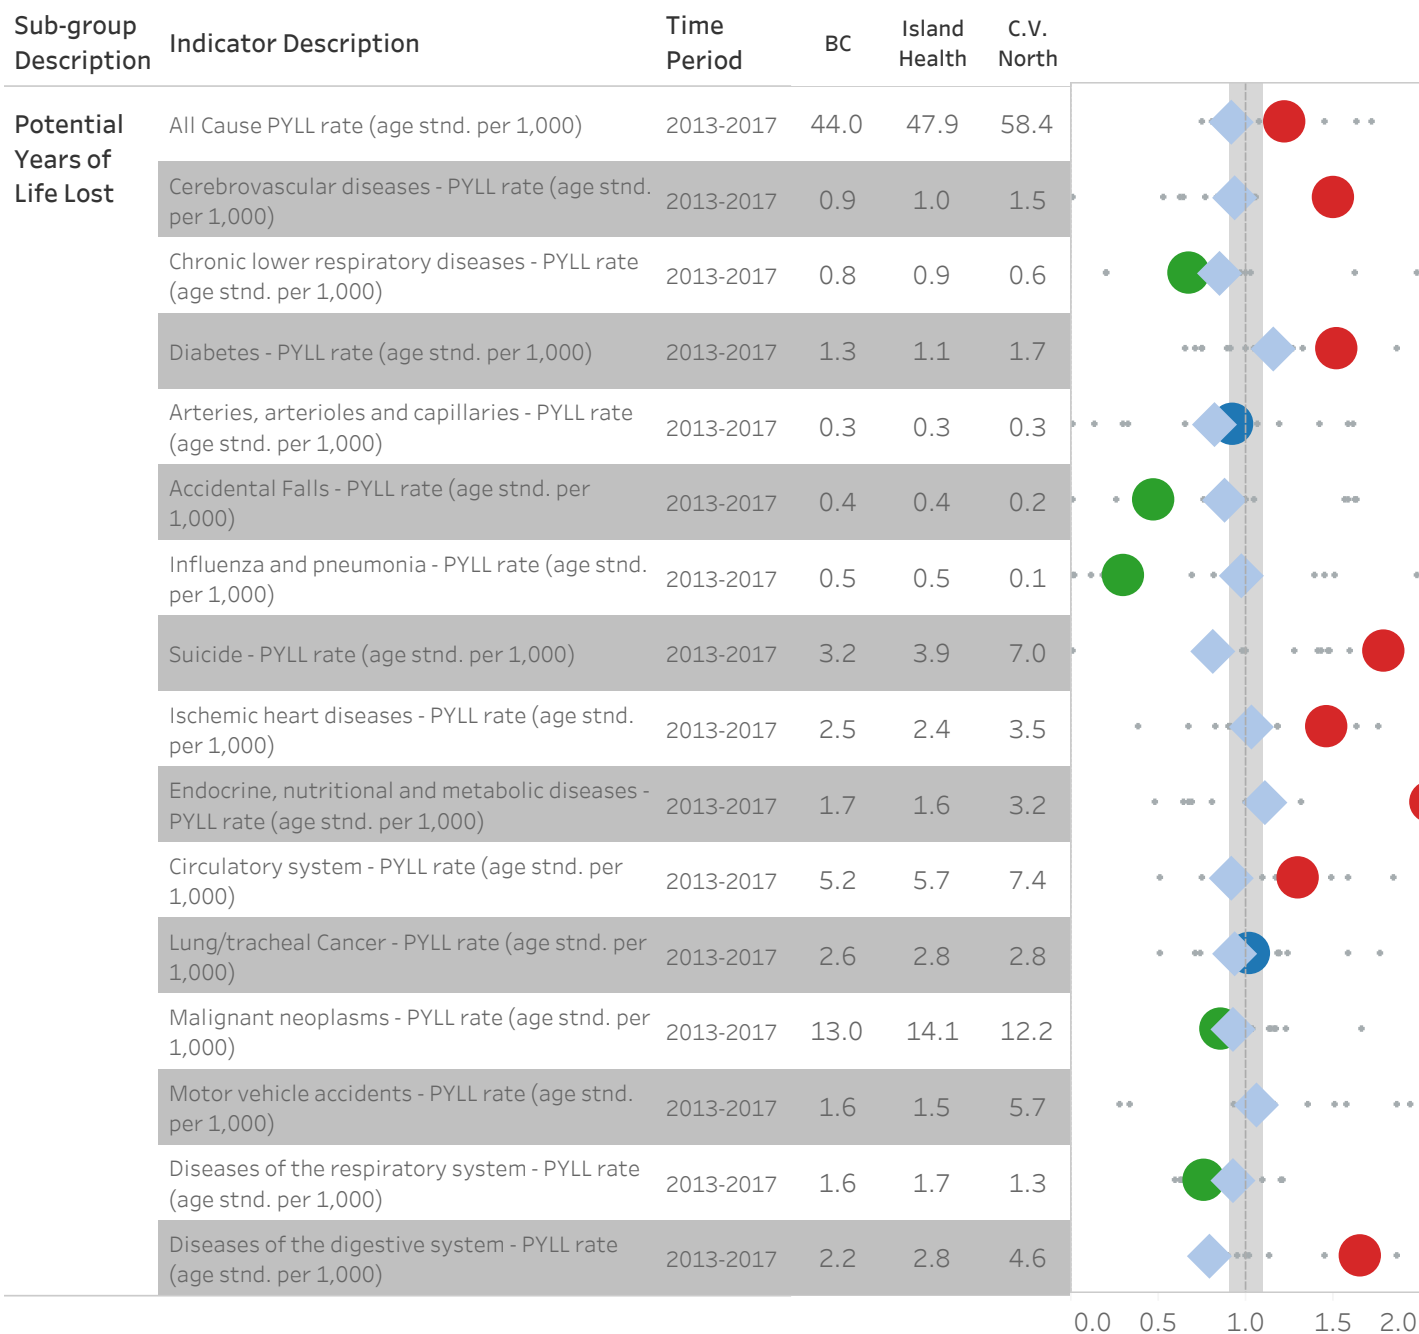 Sub-group Description Indicator Description Time Period BC Island Health C.V. North
Potential Years of Life Lost
All Cause PYLL rate (age stnd. per 1,000) 2013-2017 44.0 47.9 58.4
Cerebrovascular diseases - PYLL rate (age stnd. per 1,000) 2013-2017 0.9 1.0 1.5
Chronic lower respiratory diseases - PYLL rate (age stnd. per 1,000) 2013-2017 0.8 0.9 0.6
Diabetes - PYLL rate (age stnd. per 1,000) 2013-2017 1.3 1.1 1.7
Arteries, arterioles and capillaries - PYLL rate (age stnd. per 1,000) 2013-2017 0.3 0.3 0.3
Accidental Falls - PYLL rate (age stnd. per 1,000) 2013-2017 0.4 0.4 0.2
Influenza and pneumonia - PYLL rate (age stnd. per 1,000) 2013-2017 0.5 0.5 0.1
Suicide - PYLL rate (age stnd. per 1,000) 2013-2017 3.2 3.9 7.0
Ischemic heart diseases - PYLL rate (age stnd. per 1,000) 2013-2017 2.5 2.4 3.5
Endocrine, nutritional and metabolic diseases - PYLL rate (age stnd. per 1,000) 2013-2017 1.7 1.6 3.2
Circulatory system - PYLL rate (age stnd. per 1,000) 2013-2017 5.2 5.7 7.4
Lung/tracheal Cancer - PYLL rate (age stnd. per 1,000) 2013-2017 2.6 2.8 2.8
Malignant neoplasms - PYLL rate (age stnd. per 1,000) 2013-2017 13.0 14.1 12.2
Motor vehicle accidents - PYLL rate (age stnd. per 1,000) 2013-2017 1.6 1.5 5.7
Diseases of the respiratory system - PYLL rate (age stnd. per 1,000) 2013-2017 1.6 1.7 1.3
Diseases of the digestive system - PYLL rate (age stnd. per 1,000) 2013-2017 2.2 2.8 4.6
0.0 0.5 1.0 1.5 2.0